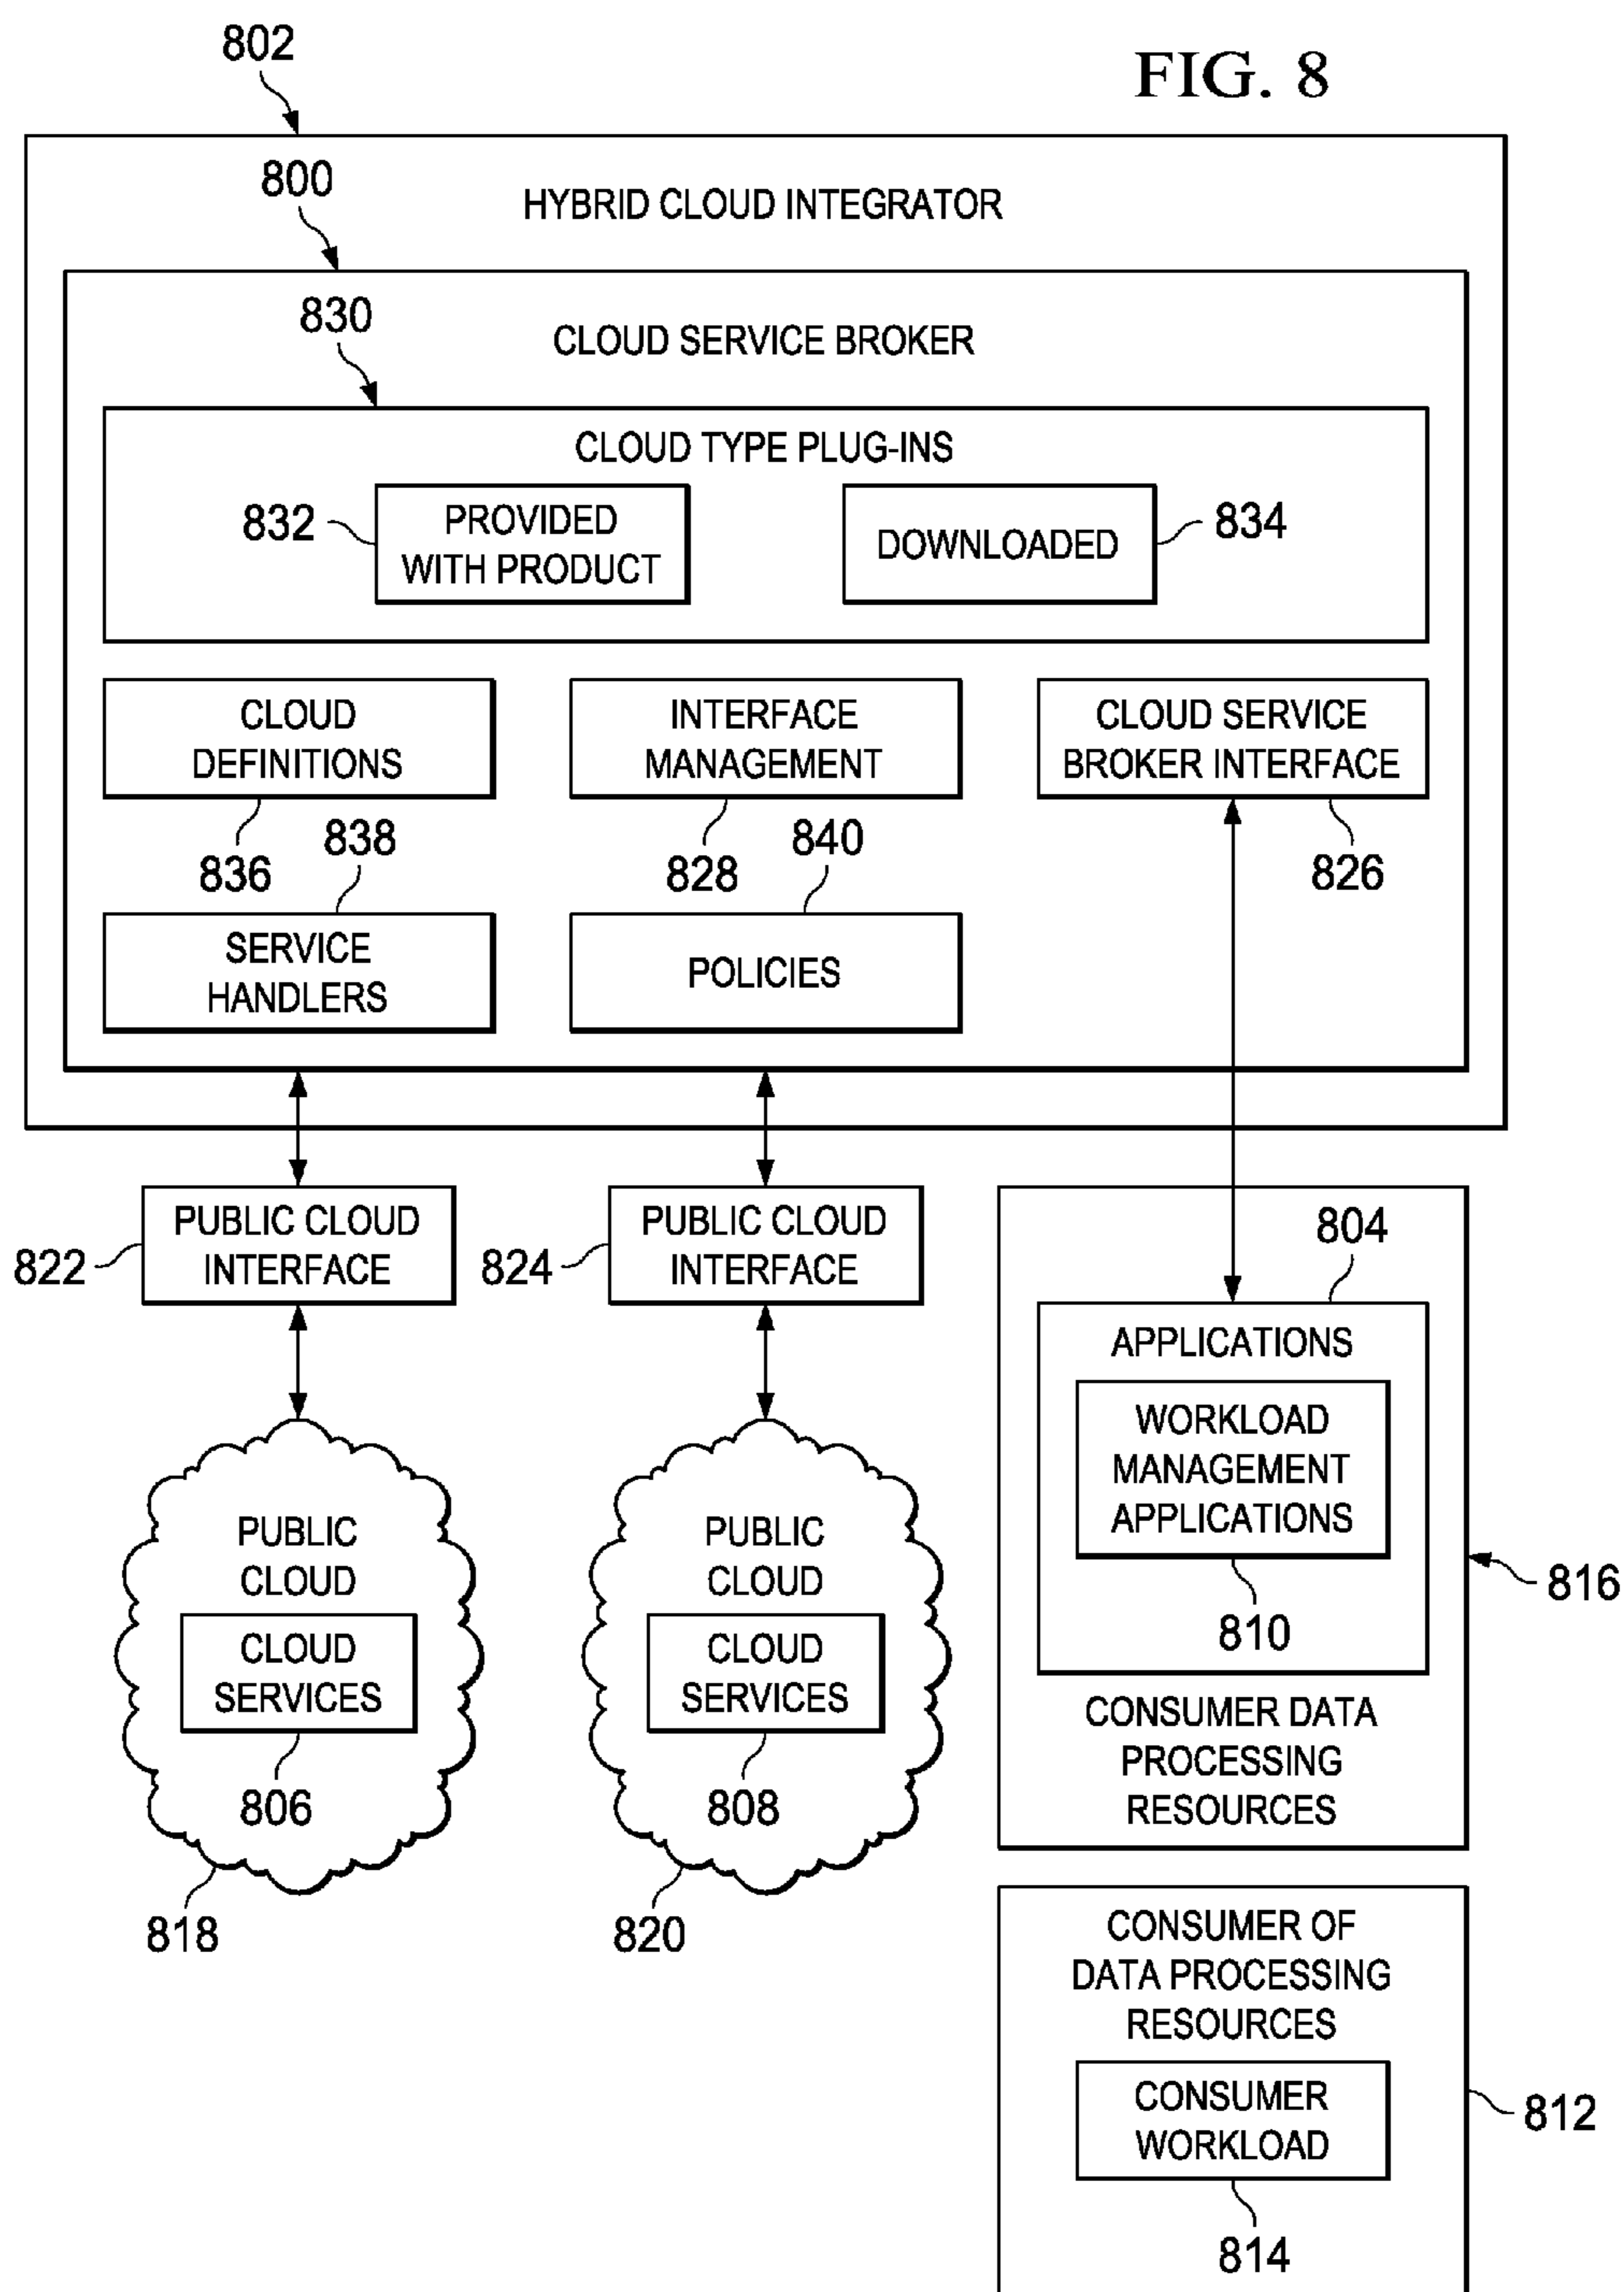 802
FIG. 8
800
HYBRID CLOUD INTEGRATOR
830
CLOUD SERVICE BROKER
CLOUD TYPE PLUG-INS
832
PROVIDED
WITH PRODUCT
DOWNLOADED
834
CLOUD
DEFINITIONS
INTERFACE
MANAGEMENT
CLOUD SERVICE
BROKER INTERFACE
836
838
828
840
826
SERVICE
HANDLERS
POLICIES
822
PUBLIC CLOUD
INTERFACE
824
PUBLIC CLOUD
INTERFACE
804
APPLICATIONS
WORKLOAD
MANAGEMENT
APPLICATIONS
810
816
CONSUMER DATA
PROCESSING
RESOURCES
PUBLIC
CLOUD
CLOUD
SERVICES
806
818
PUBLIC
CLOUD
CLOUD
SERVICES
808
820
CONSUMER OF
DATA PROCESSING
RESOURCES
CONSUMER
WORKLOAD
812
814